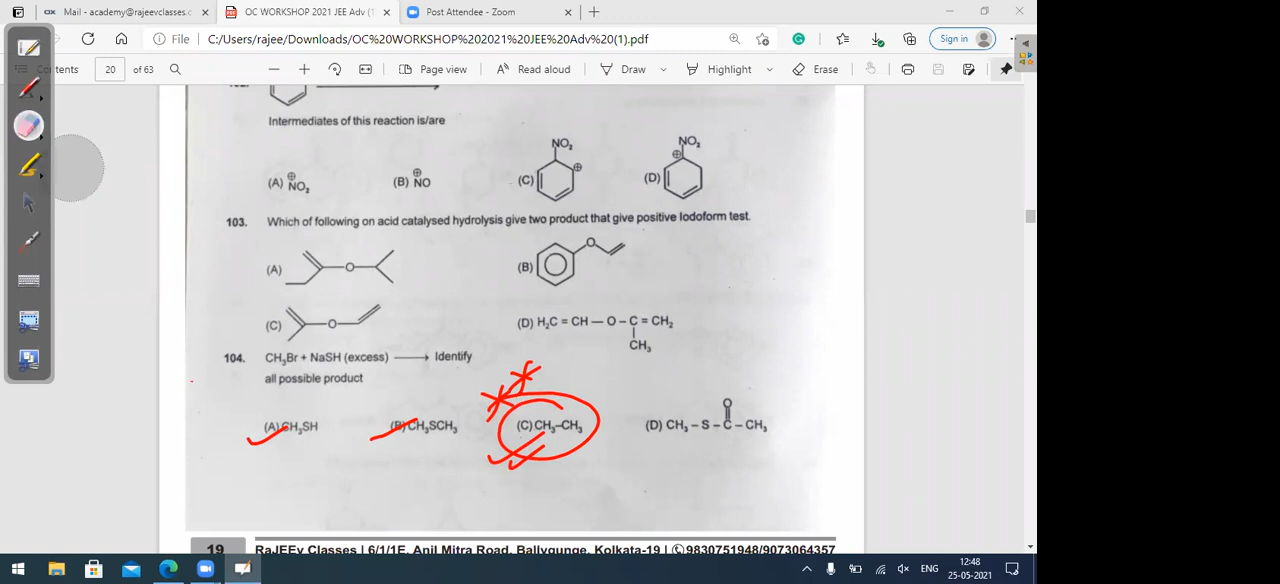 Mail - academy@rajeevclasses.c
OC WORKSHOP 2021 JEE Adv (1
Post Attendee - Zoom
File
C:/Users/rajee/Downloads/OC%20WORKSHOP%202021%20JEE%20Adv%20(1).pdf
Sign in
20 of 63
Page view
Read aloud
Draw
Highlight
Erase
Intermediates of this reaction is/are
(A) ⊕NO₂
(B) ⊕NO
(C) NO₂ ⊕
(D) NO₂ ⊕
103. Which of following on acid catalysed hydrolysis give two product that give positive Iodoform test.
(A) O
(B) O
(C) O
(D) H₂C = CH — O – C = CH₂
CH₃
104. CH₃Br + NaSH (excess) ⟶ Identify
all possible product
(A) CH₃SH
(B) CH₃SCH₃
(C) CH₃–CH₃
(D) CH₃ – S – C – CH₃
O
19 RaJEEv Classes | 6/1/1E, Anil Mitra Road, Ballygunge, Kolkata-19 | 9830751948/9073064357
ENG
12:48
25-05-2021